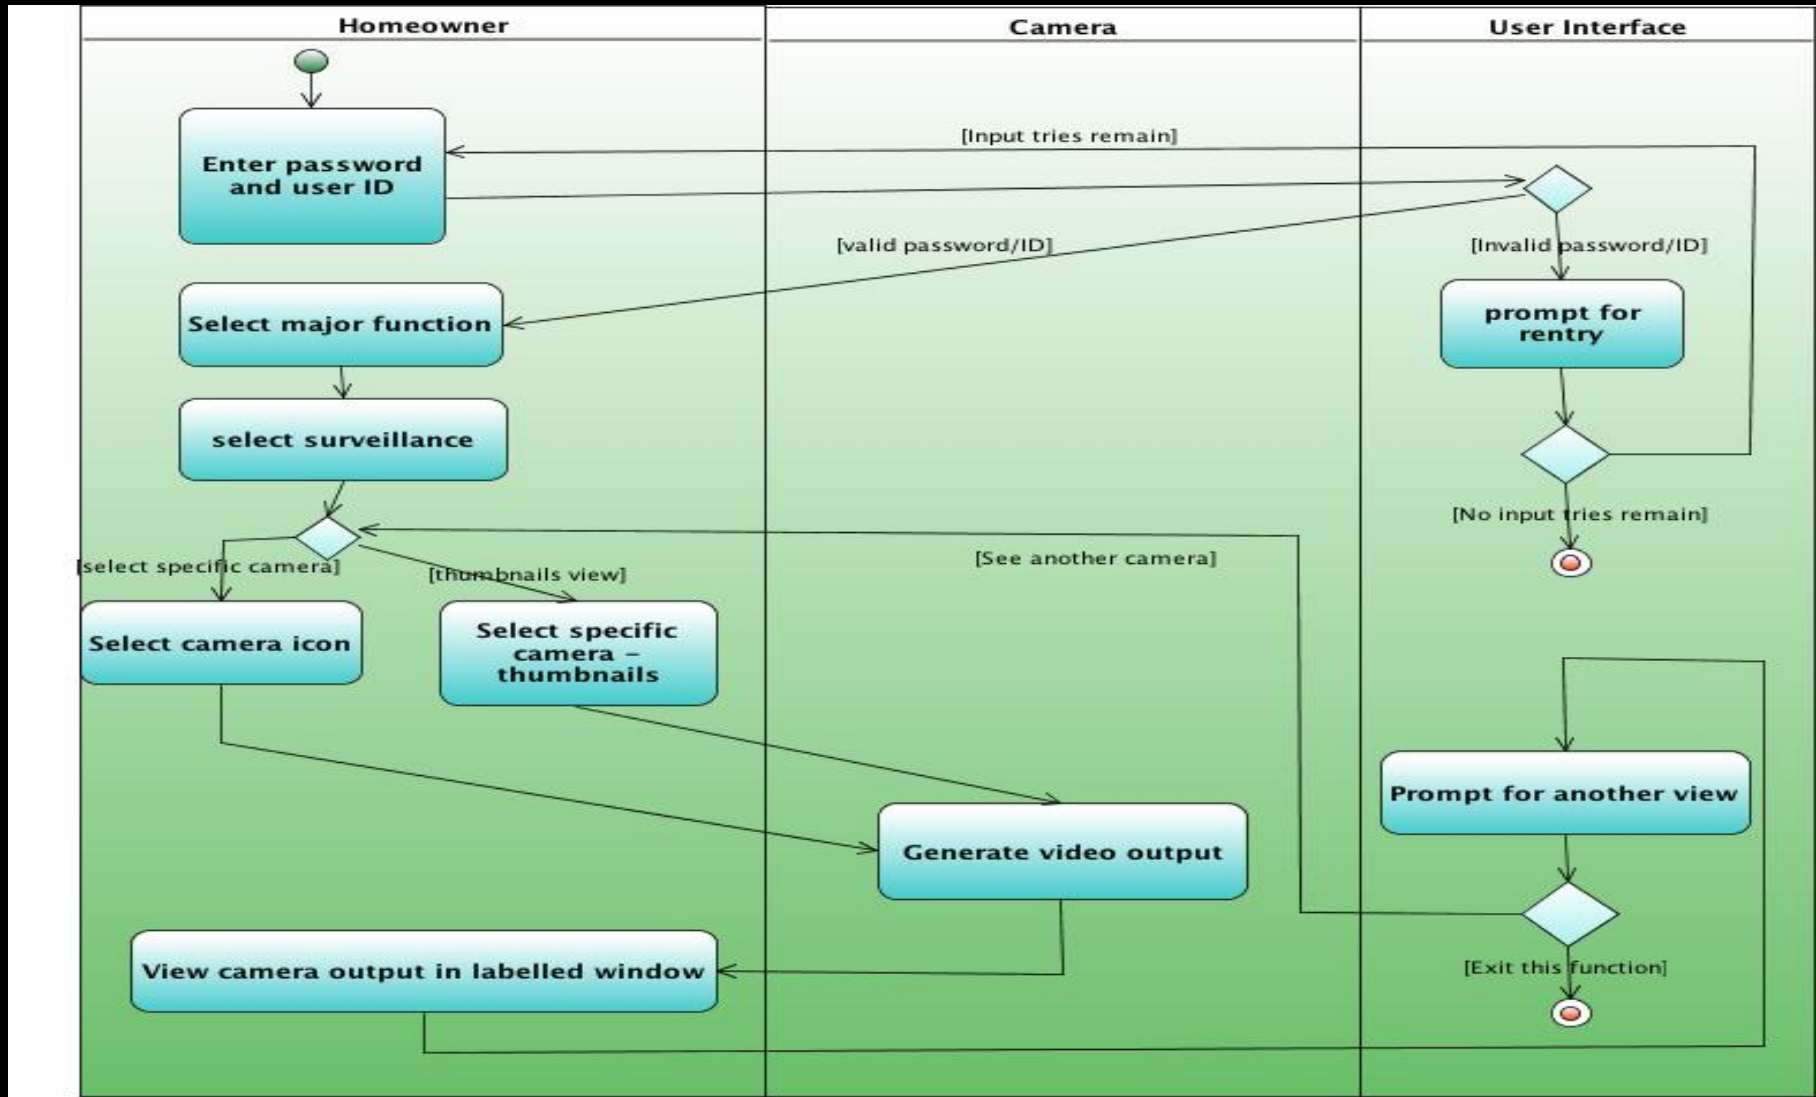 Homeowner
Camera
User Interface
[Input tries remain]
Enter password
and user ID
[valid password/ID]
[Invalid password/ID]
Select major function
prompt for
rentry
select surveillance
[No input tries remain]
[select specific camera]
[thumbnails view]
[See another camera]
Select camera icon
Select specific
camera –
thumbnails
Prompt for another view
Generate video output
View camera output in labelled window
[Exit this function]